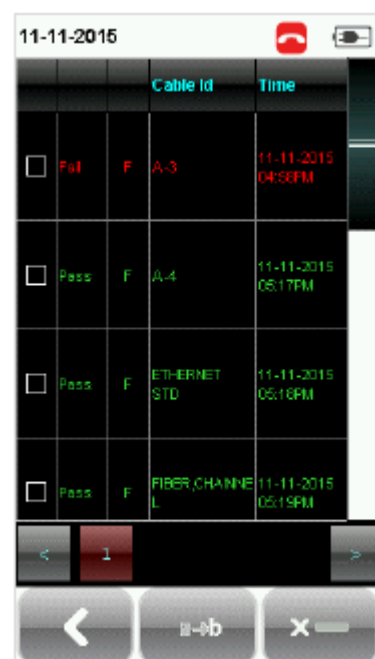 11-11-2015
Cable Id Time
Fail F A-3 11-11-2015
04:58PM
Pass F A-4 11-11-2015
05:17PM
Pass F ETHERNET 11-11-2015
STD 05:18PM
Pass F FIBER,CHANNE 11-11-2015
L 05:19PM
< 1 >